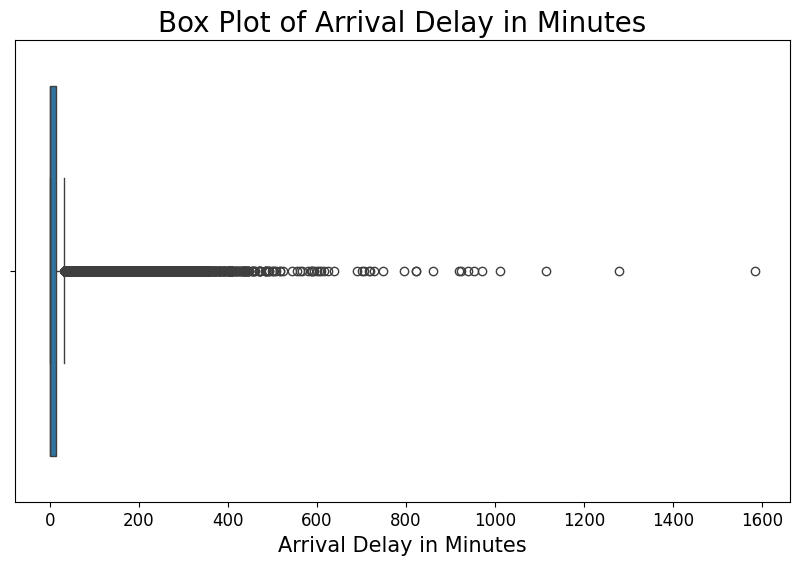 Box Plot of Arrival Delay in Minutes
0 200 400 600 800 1000 1200 1400 1600
Arrival Delay in Minutes